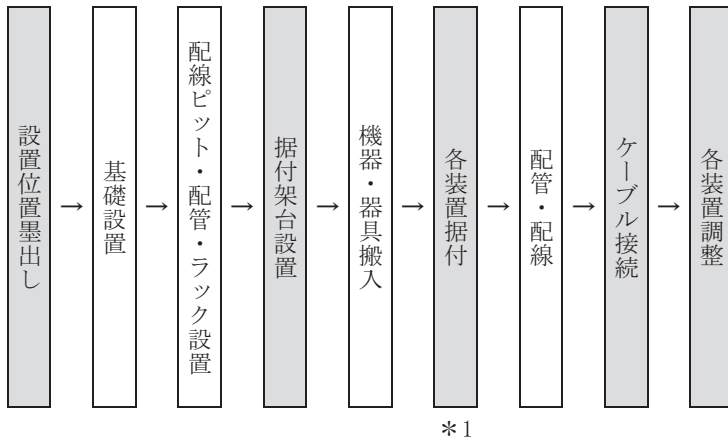 設置位置墨出し
→
基礎設置
→
配線ピット・配管・ラック設置
→
据付架台設置
→
機器・器具搬入
→
各装置据付
→
配管・配線
→
ケーブル接続
→
各装置調整
＊1